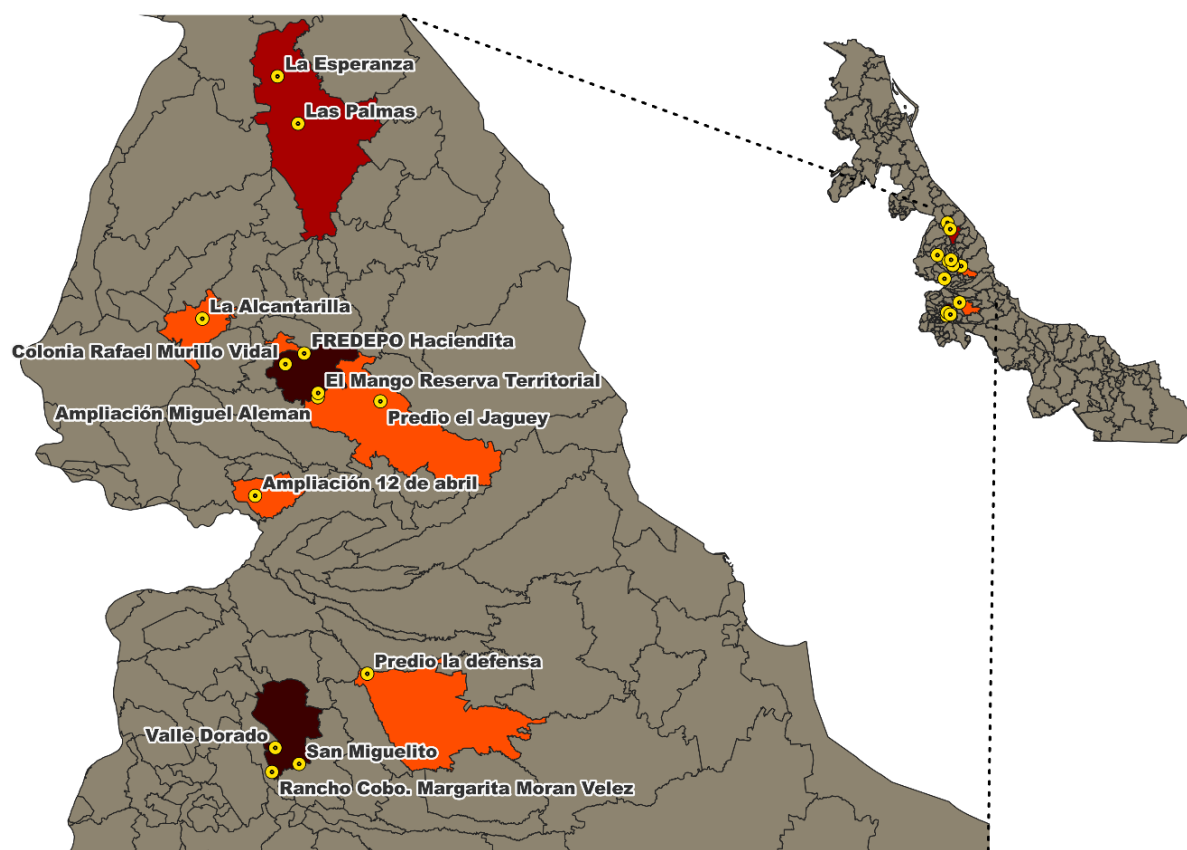 La Esperanza
Las Palmas
La Alcantarilla
FREDEPO Haciendita
Colonia Rafael Murillo Vidal
El Mango Reserva Territorial
Ampliación Miguel Aleman
Predio el Jaguey
Ampliación 12 de abril
Predio la defensa
Valle Dorado
San Miguelito
Rancho Cobo. Margarita Moran Velez